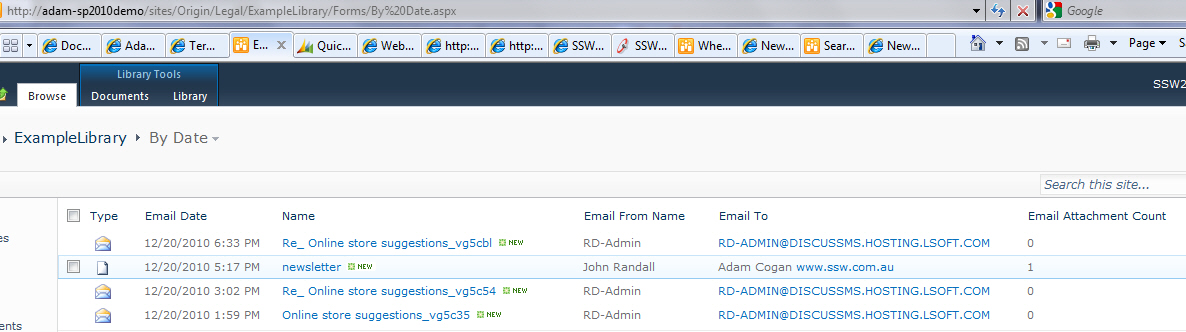 http://adam-sp2010demo/sites/Origin/Legal/ExampleLibrary/Forms/By%20Date.aspx Google
Doc... Ada... Ter... E... Quic... Web... http:... http:... SSW... SSW... Whe... New... Sear... New... Page
Library Tools
Browse Documents Library SSW2
ExampleLibrary By Date
Search this site...
Type Email Date Name Email From Name Email To Email Attachment Count
12/20/2010 6:33 PM Re_ Online store suggestions_vg5cbl NEW RD-Admin RD-ADMIN@DISCUSSMS.HOSTING.LSOFT.COM 0
12/20/2010 5:17 PM newsletter NEW John Randall Adam Cogan www.ssw.com.au 1
12/20/2010 3:02 PM Re_ Online store suggestions_vg5c54 NEW RD-Admin RD-ADMIN@DISCUSSMS.HOSTING.LSOFT.COM 0
12/20/2010 1:59 PM Online store suggestions_vg5c35 NEW RD-Admin RD-ADMIN@DISCUSSMS.HOSTING.LSOFT.COM 0